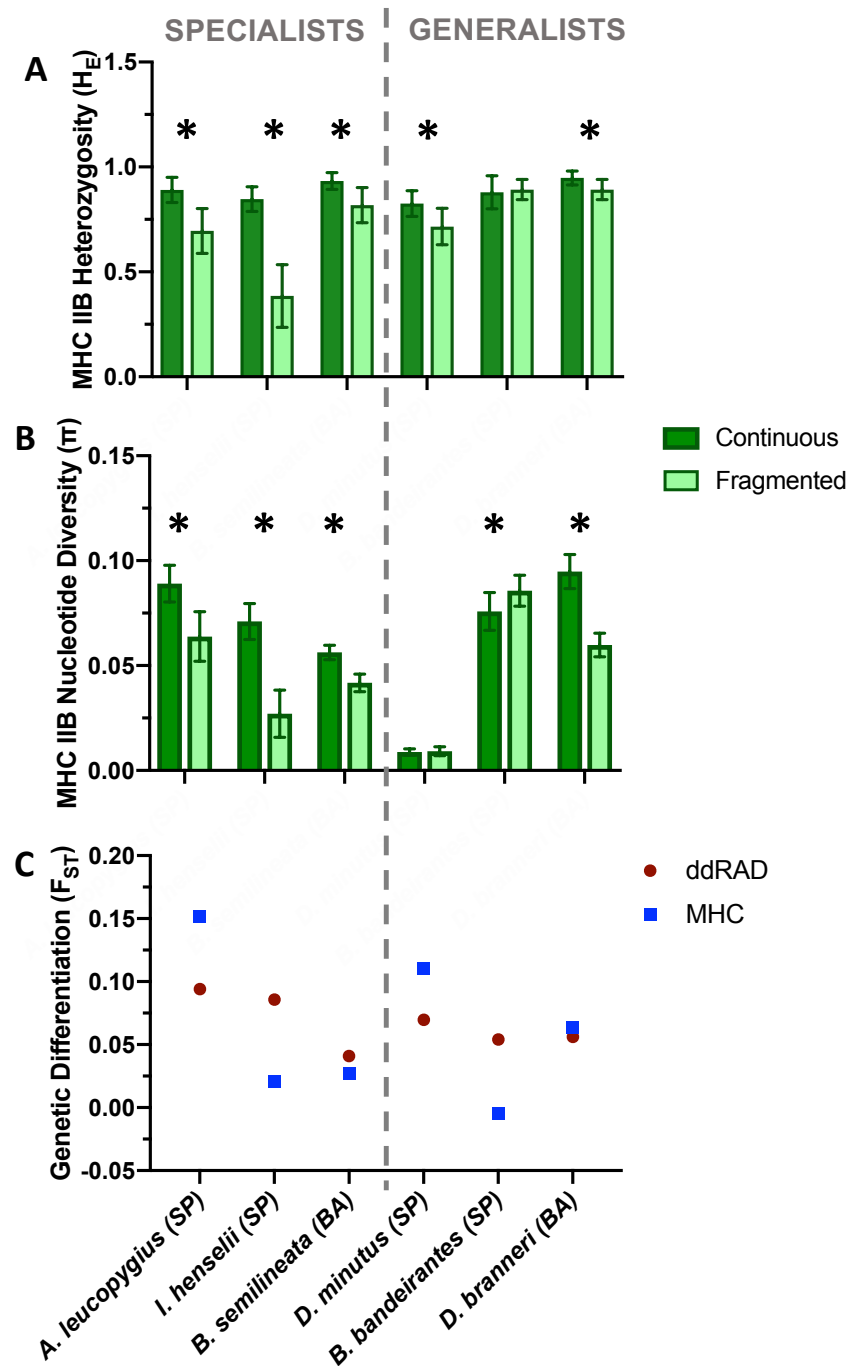 SPECIALISTS GENERALISTS
A
MHC IIB Heterozygosity (HE)
1.5
1.0
0.5
0.0
* * * * *
B
MHC IIB Nucleotide Diversity (π)
0.15
0.10
0.05
0.00
* * * * *
Continuous
Fragmented
C
Genetic Differentiation (FST)
0.20
0.15
0.10
0.05
0.00
-0.05
ddRAD
MHC
A. leucopygius (SP)
I. henselii (SP)
B. semilineata (BA)
D. minutus (SP)
B. bandeirantes (SP)
D. branneri (BA)